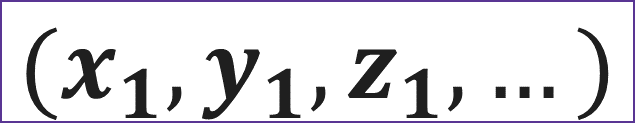 (x₁, y₁, z₁, ...)